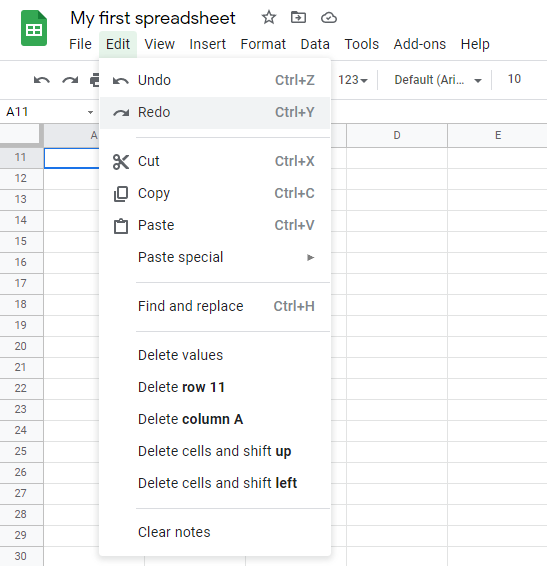 My first spreadsheet
File Edit View Insert Format Data Tools Add-ons Help
123 Default (Ari... 10
A11
A D E
Undo Ctrl+Z
Redo Ctrl+Y
Cut Ctrl+X
Copy Ctrl+C
Paste Ctrl+V
Paste special
Find and replace Ctrl+H
Delete values
Delete row 11
Delete column A
Delete cells and shift up
Delete cells and shift left
Clear notes
11
12
13
14
15
16
17
18
19
20
21
22
23
24
25
26
27
28
29
30